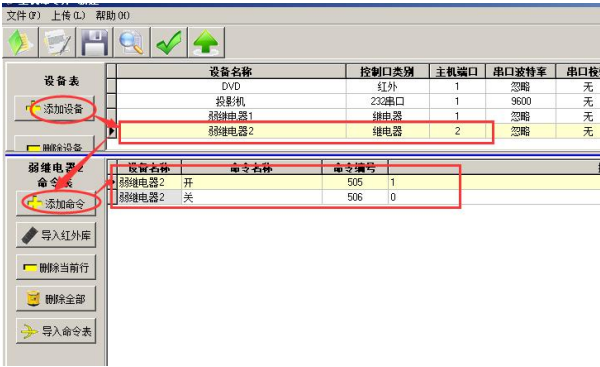 文件(F) 上传(L) 帮助(H)
设备表
添加设备
删除设备
设备名称 控制口类别 主机端口 串口波特率 串口校
DVD 红外 1 忽略 无
投影机 232串口 1 9600 无
弱继电器1 继电器 1 忽略 无
弱继电器2 继电器 2 忽略 无
弱继电器2
命令表
添加命令
导入红外库
删除当前行
删除全部
导入命令表
设备名称 命令名称 命令编号
弱继电器2 开 505 1
弱继电器2 关 506 0